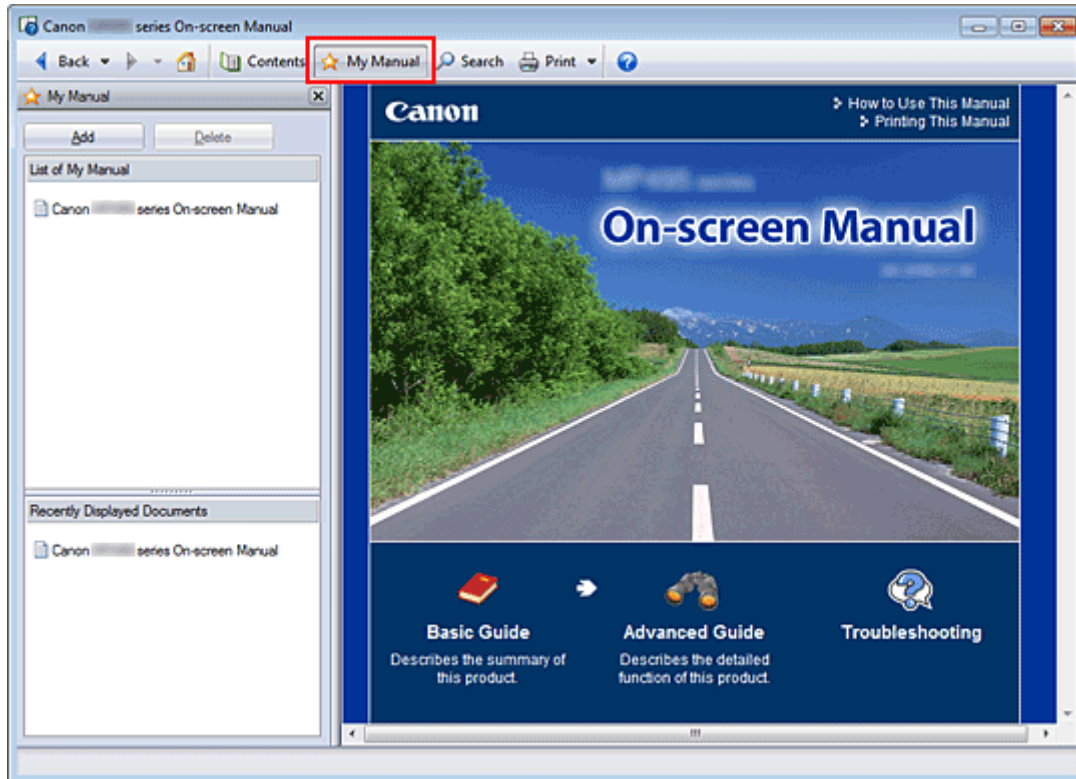 Canon series On-screen Manual
Back Contents My Manual Search Print
My Manual
Add Delete
List of My Manual
Canon series On-screen Manual
Recently Displayed Documents
Canon series On-screen Manual
Canon
How to Use This Manual
Printing This Manual
series
On-screen Manual
Basic Guide
Describes the summary of
this product.
Advanced Guide
Describes the detailed
function of this product.
Troubleshooting